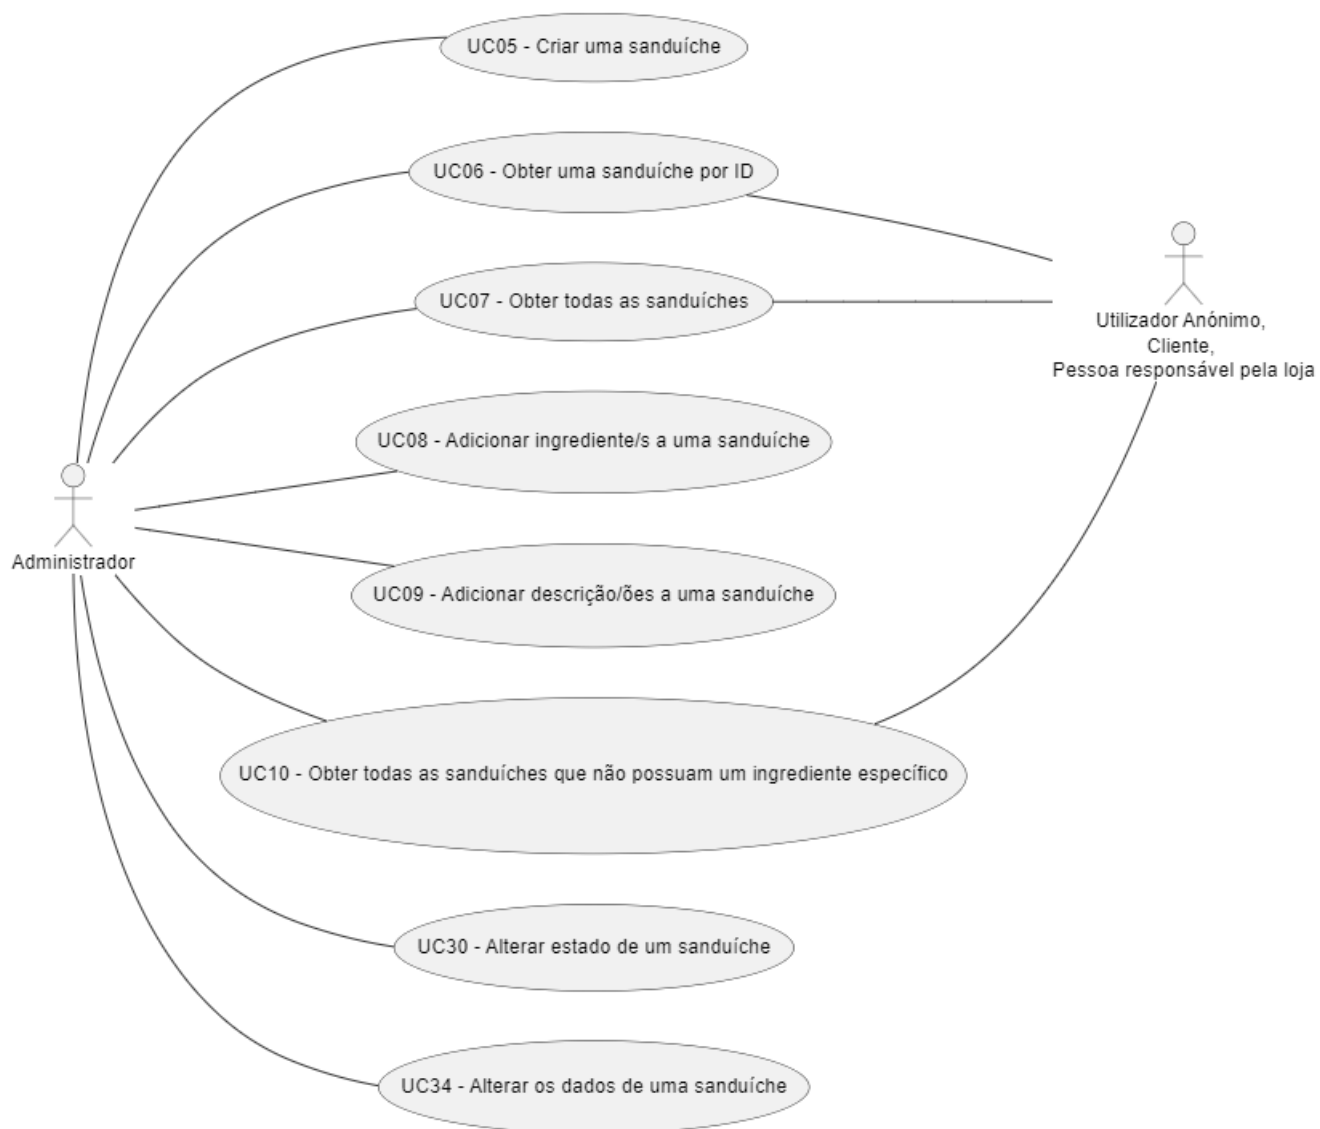 UC05 - Criar uma sanduíche
UC06 - Obter uma sanduíche por ID
UC07 - Obter todas as sanduíches
Utilizador Anónimo,
Cliente,
Pessoa responsável pela loja
UC08 - Adicionar ingrediente/s a uma sanduíche
Administrador
UC09 - Adicionar descrição/ões a uma sanduíche
UC10 - Obter todas as sanduíches que não possuam um ingrediente específico
UC30 - Alterar estado de um sanduíche
UC34 - Alterar os dados de uma sanduíche